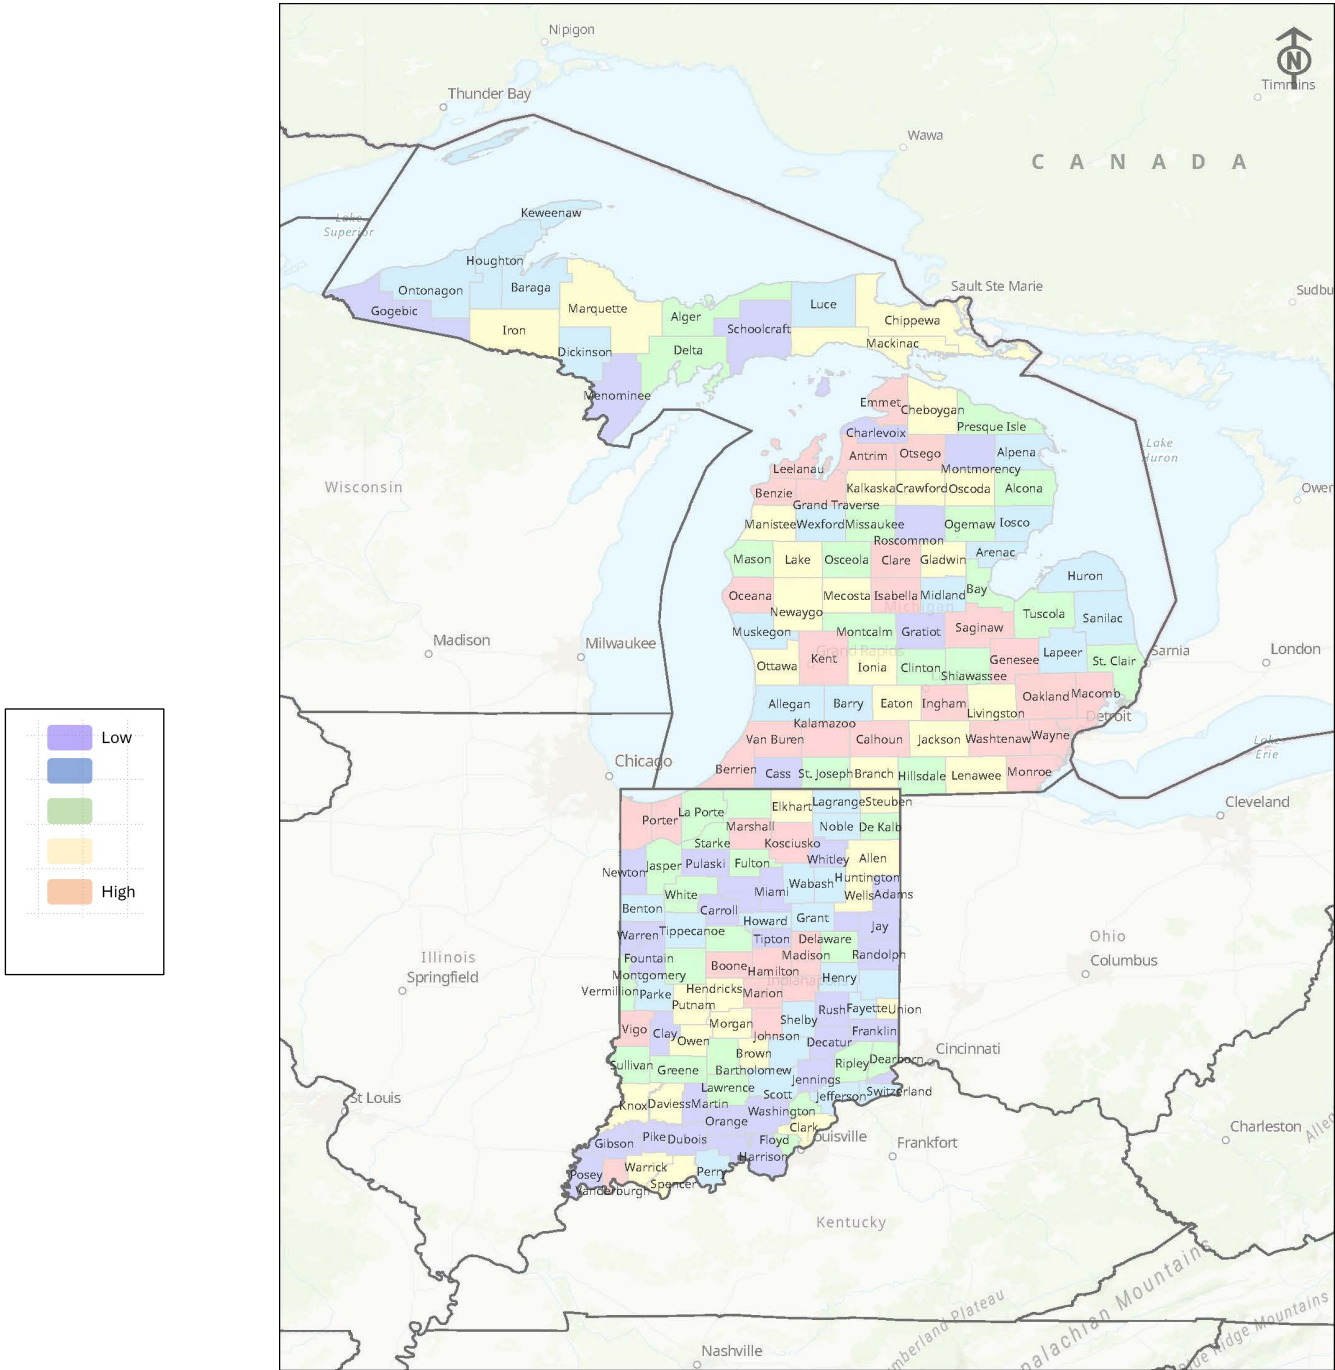 Nipigon
N
Timmins
Thunder Bay
Wawa
C A N A D A
Keweenaw
Lake
Superior
Houghton
Ontonagon
Baraga
Sault Ste Marie
Sudbu
Gogebic
Marquette
Luce
Alger
Chippewa
Iron
Schoolcraft
Mackinac
Dickinson
Delta
Menominee
Emmet
Cheboygan
Presque Isle
Charlevoix
Lake
Huron
Antrim
Otsego
Alpena
Leelanau
Montmorency
Wisconsin
Benzie
Kalkaska
Crawford
Oscoda
Alcona
Owen
Grand Traverse
Manistee
Wexford
Missaukee
Ogemaw
Iosco
Roscommon
Mason
Lake
Osceola
Clare
Gladwin
Arenac
Huron
Oceana
Mecosta
Isabella
Midland
Bay
Michigan
Newaygo
Tuscola
Sanilac
Muskegon
Montcalm
Gratiot
Saginaw
Madison
Milwaukee
Grand Rapids
Lapeer
Sarnia
London
Ottawa
Kent
Ionia
Clinton
Shiawassee
Genesee
St. Clair
Allegan
Barry
Eaton
Ingham
Livingston
Oakland
Macomb
Detroit
Kalamazoo
Van Buren
Calhoun
Jackson
Washtenaw
Wayne
Lake
Erie
Low
Chicago
Berrien
Cass
St. Joseph
Branch
Hillsdale
Lenawee
Monroe
Cleveland
Elkhart
Lagrange
Steuben
La Porte
Porter
Marshall
Noble
De Kalb
Starke
Kosciusko
Newton
Jasper
Pulaski
Fulton
Whitley
Allen
High
Huntington
White
Miami
Wabash
Wells
Adams
Benton
Carroll
Howard
Grant
Jay
Warren
Tippecanoe
Tipton
Delaware
Ohio
Illinois
Fountain
Madison
Randolph
Columbus
Springfield
Montgomery
Boone
Hamilton
Henry
Vermillion
Parke
Hendricks
Marion
Putnam
Rush
Fayette
Union
Vigo
Clay
Morgan
Shelby
Franklin
Owen
Johnson
Decatur
Brown
Cincinnati
Sullivan
Greene
Bartholomew
Ripley
Dearborn
Jennings
Lawrence
Scott
Jefferson
Switzerland
St Louis
Knox
Daviess
Martin
Washington
Orange
Clark
Charleston
Gibson
Pike
Dubois
Floyd
ouisville
Frankfort
Harrison
Posey
Warrick
Perry
Vanderburgh
Spencer
Kentucky
Nashville
umberland Plateau
palachian Mountains
ue Ridge Mountains